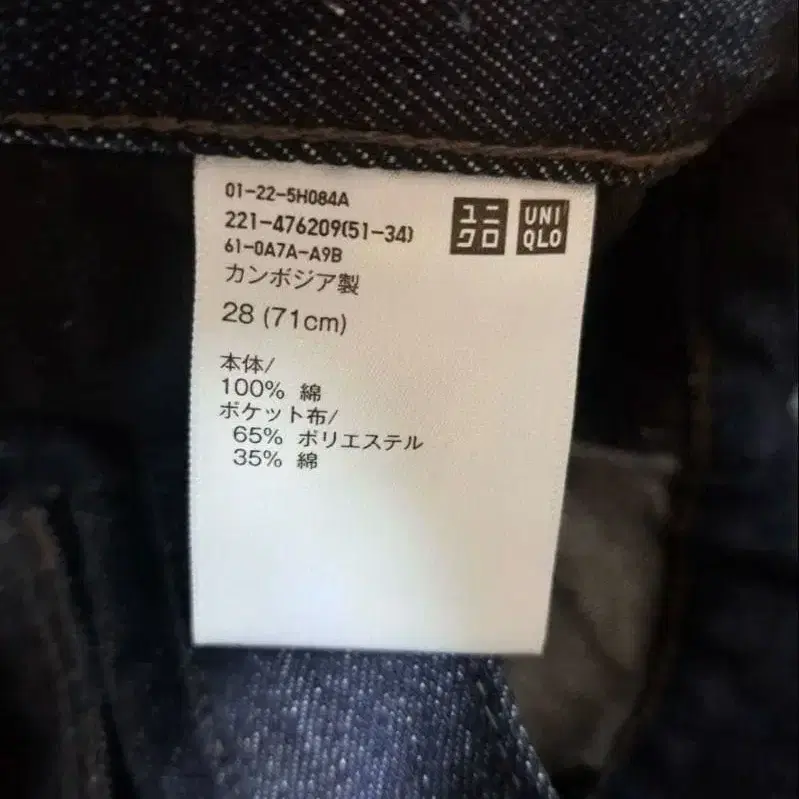 01-22-5H084A
221-476209(51-34)
61-0A7A-A9B
カンボジア製
28 (71cm)
本体/
100% 綿
ポケット布/
65% ポリエステル
35% 綿
ユニ
クロ
UNI
QLO